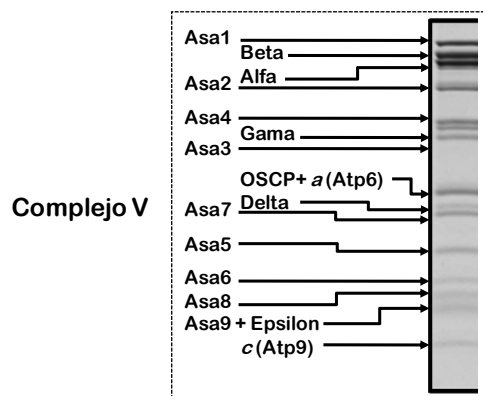 Asa1
Beta
Alfa
Asa2
Asa4
Gama
Asa3
OSCP+ a (Atp6)
Delta
Asa7
Complejo V
Asa5
Asa6
Asa8
Asa9 + Epsilon
c (Atp9)